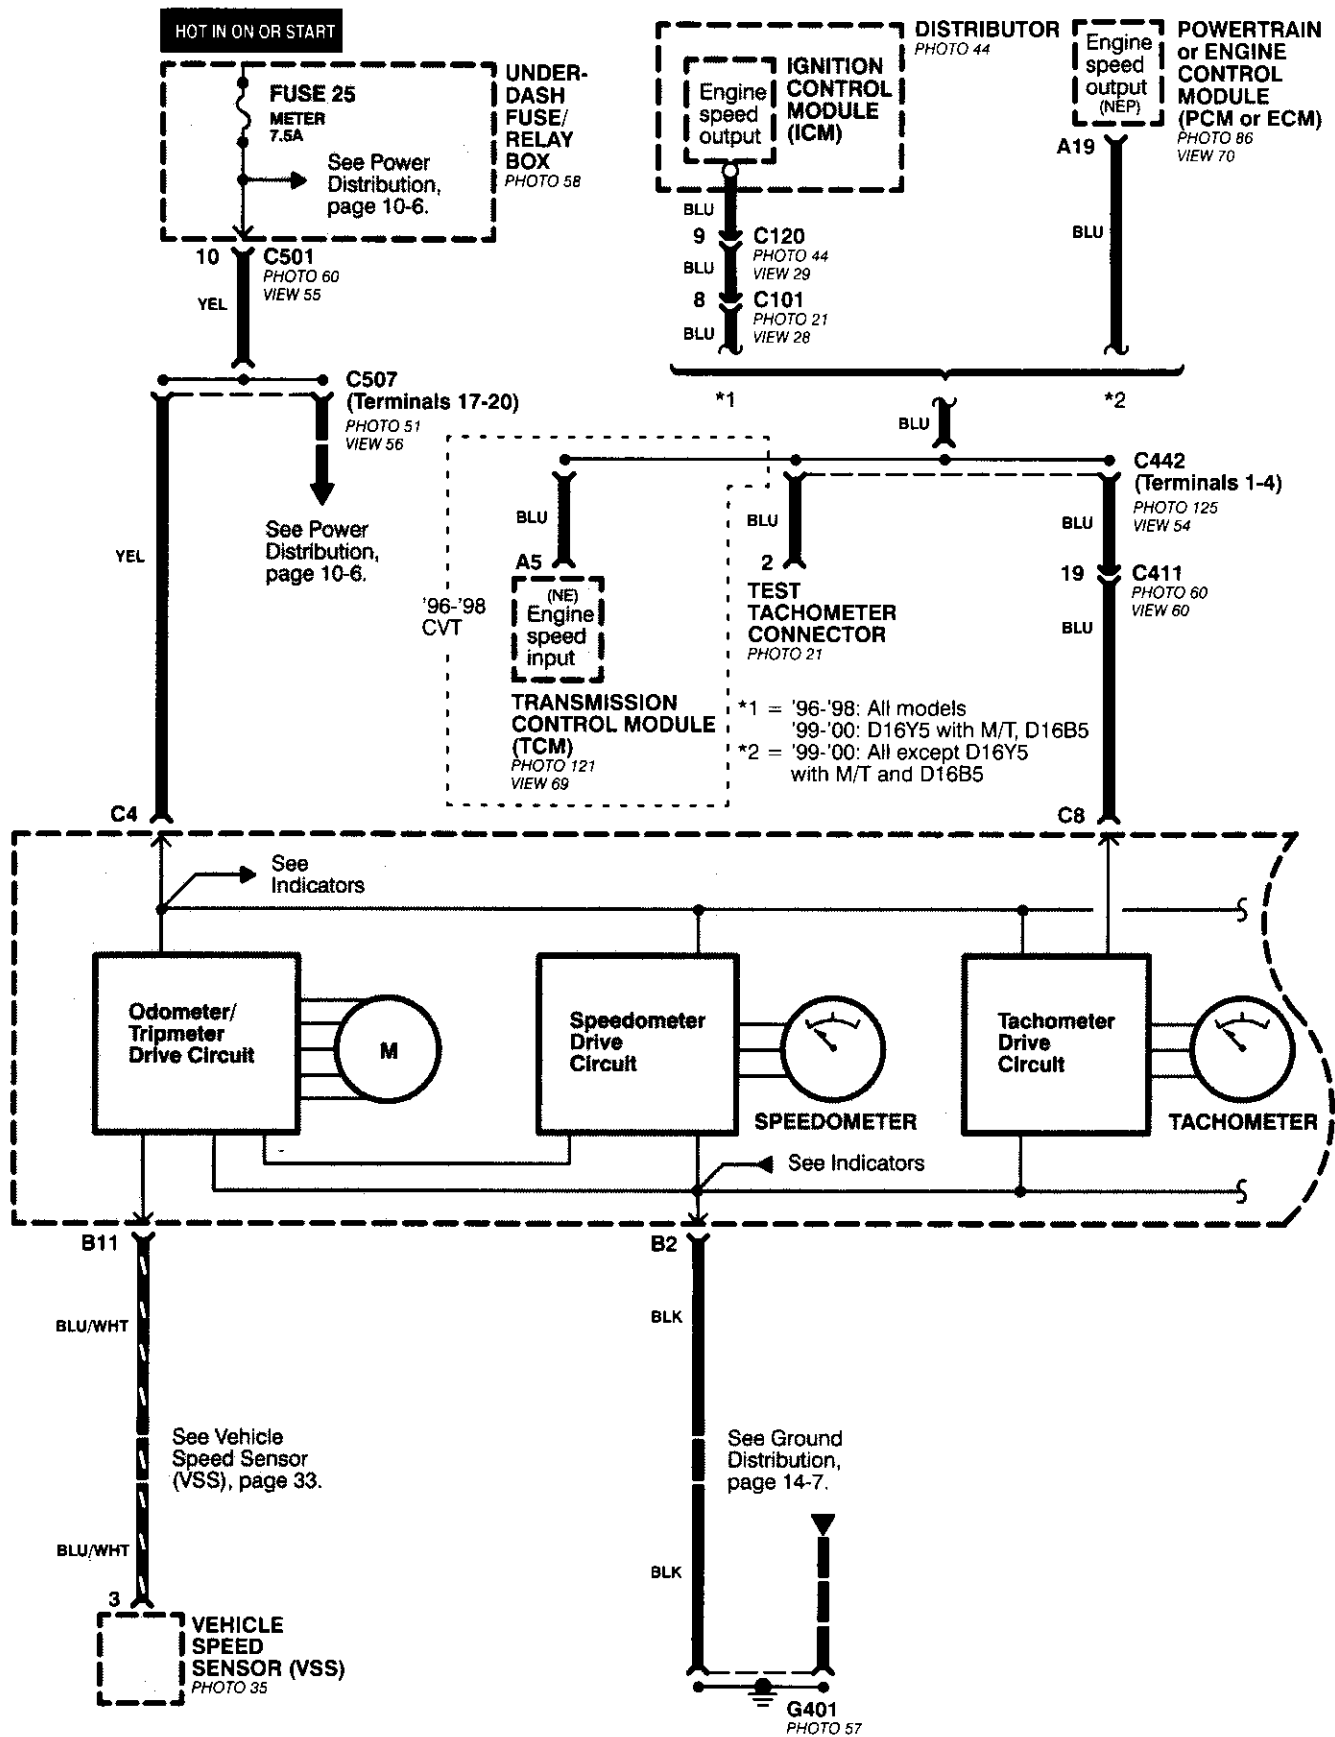 HOT IN ON OR START
FUSE 25
METER
7.5A
See Power
Distribution,
page 10-6.
UNDER-
DASH
FUSE/
RELAY
BOX
PHOTO 58
10
C501
PHOTO 60
VIEW 55
YEL
C507
(Terminals 17-20)
PHOTO 51
VIEW 56
See Power
Distribution,
page 10-6.
YEL
C4
DISTRIBUTOR
PHOTO 44
Engine
speed
output
IGNITION
CONTROL
MODULE
(ICM)
BLU
9
C120
PHOTO 44
VIEW 29
BLU
8
C101
PHOTO 21
VIEW 28
BLU
Engine
speed
output
(NEP)
POWERTRAIN
or ENGINE
CONTROL
MODULE
(PCM or ECM)
PHOTO 86
VIEW 70
A19
BLU
*1
*2
BLU
C442
(Terminals 1-4)
PHOTO 125
VIEW 54
BLU
BLU
BLU
A5
2
19
C411
PHOTO 60
VIEW 60
'96-'98
CVT
(NE)
Engine
speed
input
TRANSMISSION
CONTROL MODULE
(TCM)
PHOTO 121
VIEW 69
TEST
TACHOMETER
CONNECTOR
PHOTO 21
BLU
*1 = '96-'98: All models
'99-'00: D16Y5 with M/T, D16B5
*2 = '99-'00: All except D16Y5
with M/T and D16B5
C8
See
Indicators
Odometer/
Tripmeter
Drive Circuit
M
Speedometer
Drive
Circuit
SPEEDOMETER
Tachometer
Drive
Circuit
TACHOMETER
See Indicators
B11
B2
BLU/WHT
BLK
See Vehicle
Speed Sensor
(VSS), page 33.
See Ground
Distribution,
page 14-7.
BLU/WHT
BLK
3
VEHICLE
SPEED
SENSOR (VSS)
PHOTO 35
G401
PHOTO 57